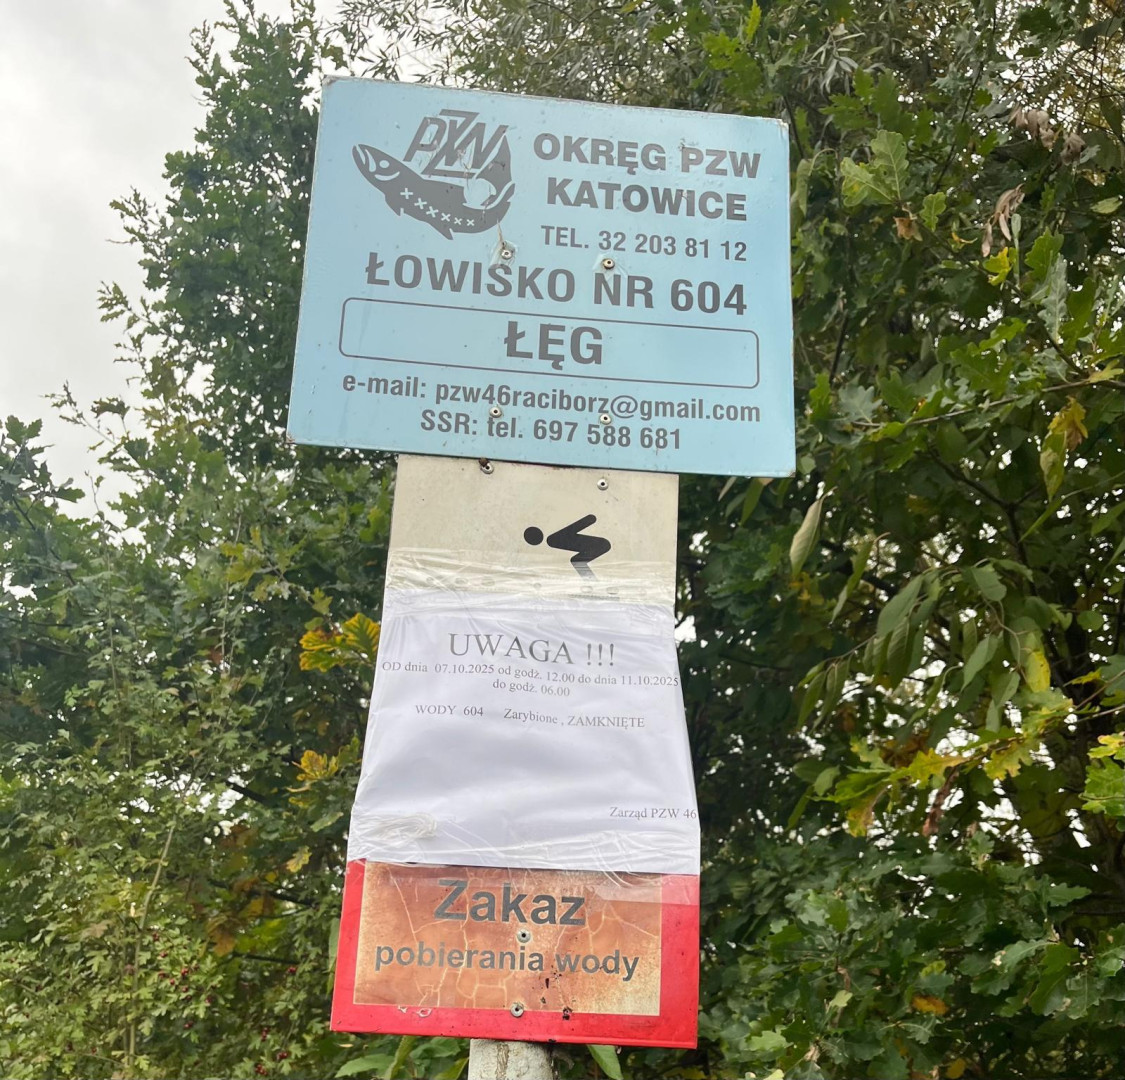 PZW
OKRĘG PZW
KATOWICE
TEL. 32 203 81 12
ŁOWISKO NR 604
ŁĘG
e-mail: pzw46raciborz@gmail.com
SSR: tel. 697 588 681
UWAGA !!!
OD dnia 07.10.2025 od godz. 12.00 do dnia 11.10.2025
do godz. 06.00
WODY 604 Zarybione , ZAMKNIĘTE
Zarząd PZW 46
Zakaz
pobierania wody